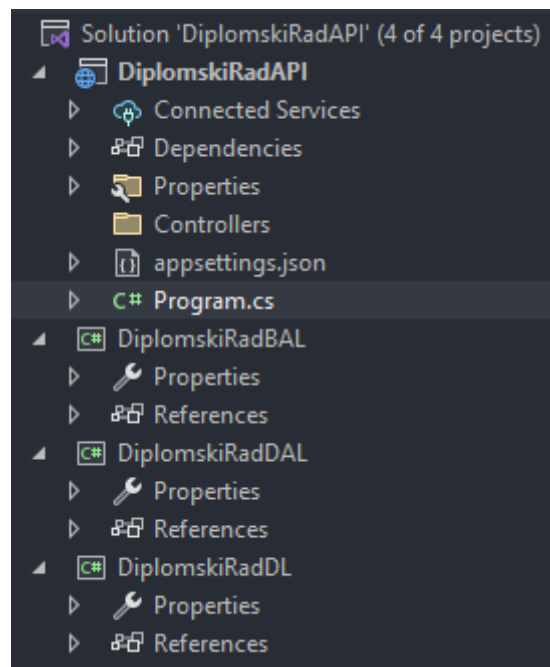 Solution 'DiplomskiRadAPI' (4 of 4 projects)
DiplomskiRadAPI
Connected Services
Dependencies
Properties
Controllers
appsettings.json
C# Program.cs
C# DiplomskiRadBAL
Properties
References
C# DiplomskiRadDAL
Properties
References
C# DiplomskiRadDL
Properties
References